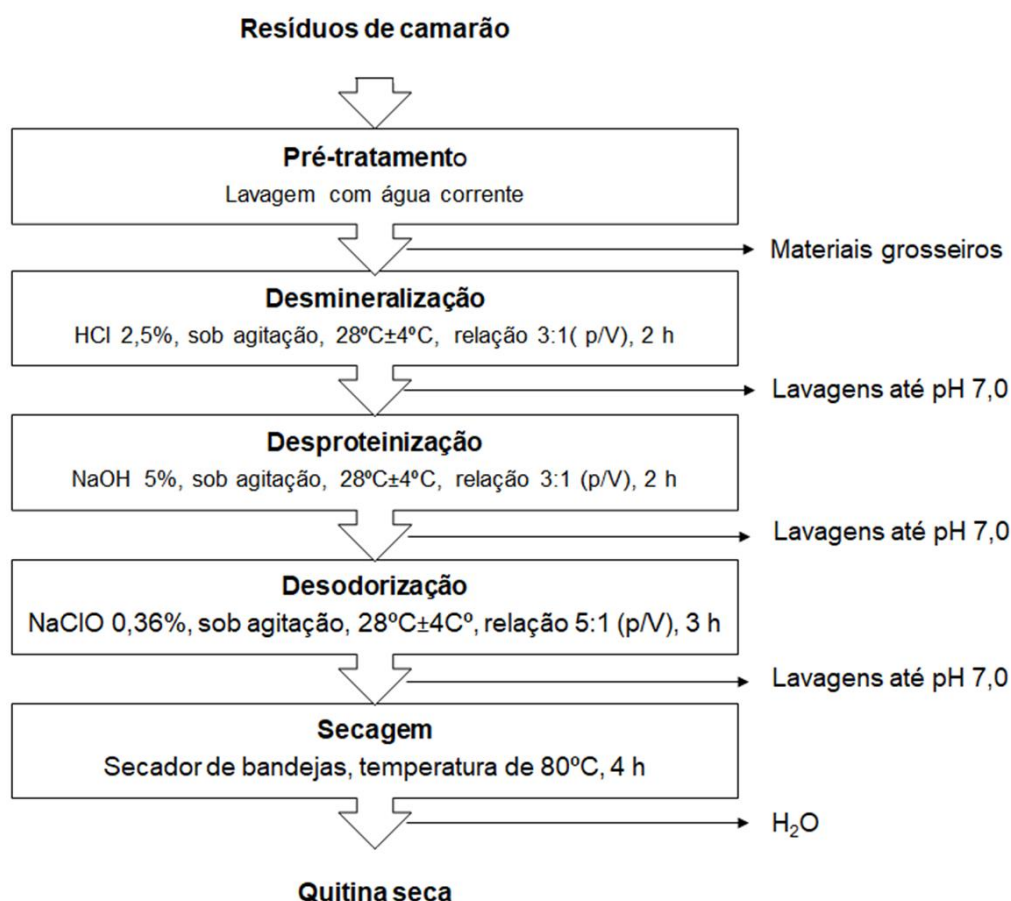 Resíduos de camarão
Pré-tratamento
Lavagem com água corrente
Materiais grosseiros
Desmineralização
HCl 2,5%, sob agitação, 28ºC±4ºC, relação 3:1( p/V), 2 h
Lavagens até pH 7,0
Desproteinização
NaOH 5%, sob agitação, 28ºC±4ºC, relação 3:1 (p/V), 2 h
Lavagens até pH 7,0
Desodorização
NaClO 0,36%, sob agitação, 28ºC±4Cº, relação 5:1 (p/V), 3 h
Lavagens até pH 7,0
Secagem
Secador de bandejas, temperatura de 80ºC, 4 h
H₂O
Quitina seca